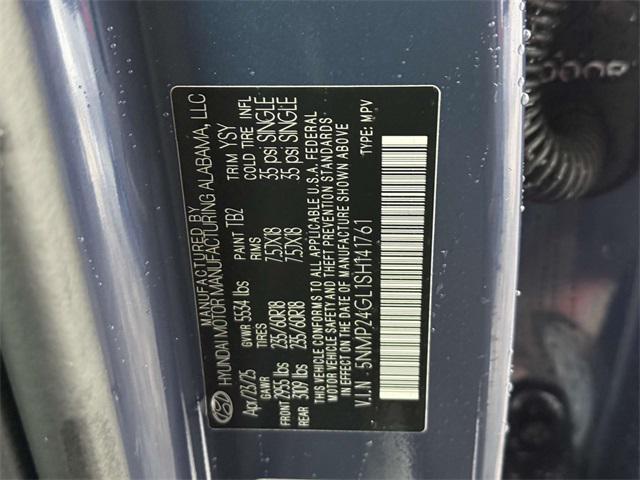 MANUFACTURED BY
HYUNDAI MOTOR MANUFACTURING ALABAMA, LLC
Apr/23/25 GVWR 5534 lbs PAINT TB2 TRIM YSY
GAWR TIRES RIMS COLD TIRE INFL
FRONT 2955 lbs 235/60R18 7.5JX18 35 psi SINGLE
REAR 3109 lbs 235/60R18 7.5JX18 35 psi SINGLE
THIS VEHICLE CONFORMS TO ALL APPLICABLE U.S.A. FEDERAL
MOTOR VEHICLE SAFETY AND THEFT PREVENTION STANDARDS
IN EFFECT ON THE DATE OF MANUFACTURE SHOWN ABOVE
V.I.N - 5NMP24GL1SH141761 TYPE: MPV